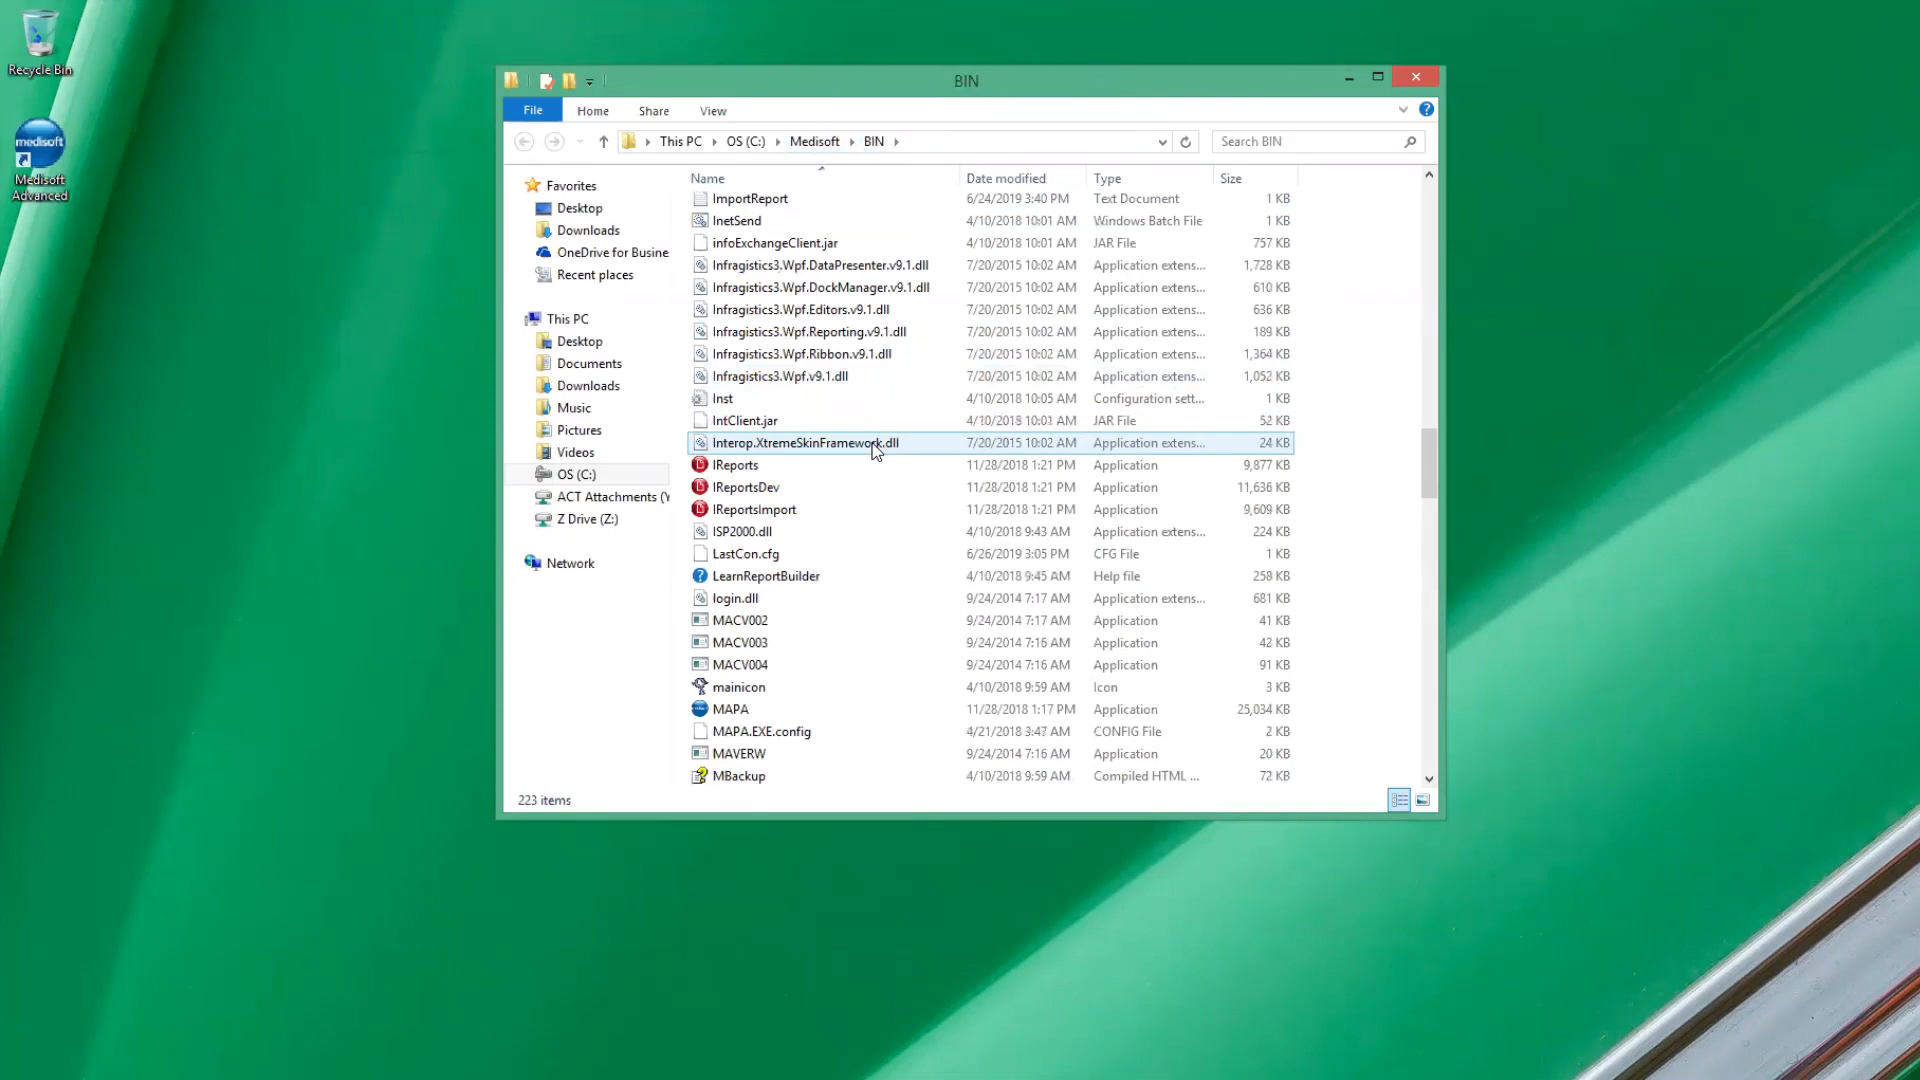 Recycle Bin
medisoft
Medisoft
Advanced
BIN
File Home Share View
This PC OS (C:) Medisoft BIN
Search BIN
Favorites
Desktop
Downloads
OneDrive for Busine
Recent places
This PC
Desktop
Documents
Downloads
Music
Pictures
Videos
OS (C:)
ACT Attachments (Y
Z Drive (Z:)
Network
Name Date modified Type Size
ImportReport 6/24/2019 3:40 PM Text Document 1 KB
InetSend 4/10/2018 10:01 AM Windows Batch File 1 KB
infoExchangeClient.jar 4/10/2018 10:01 AM JAR File 757 KB
Infragistics3.Wpf.DataPresenter.v9.1.dll 7/20/2015 10:02 AM Application extens... 1,728 KB
Infragistics3.Wpf.DockManager.v9.1.dll 7/20/2015 10:02 AM Application extens... 610 KB
Infragistics3.Wpf.Editors.v9.1.dll 7/20/2015 10:02 AM Application extens... 636 KB
Infragistics3.Wpf.Reporting.v9.1.dll 7/20/2015 10:02 AM Application extens... 189 KB
Infragistics3.Wpf.Ribbon.v9.1.dll 7/20/2015 10:02 AM Application extens... 1,364 KB
Infragistics3.Wpf.v9.1.dll 7/20/2015 10:02 AM Application extens... 1,052 KB
Inst 4/10/2018 10:05 AM Configuration sett... 1 KB
IntClient.jar 4/10/2018 10:01 AM JAR File 52 KB
Interop.XtremeSkinFramework.dll 7/20/2015 10:02 AM Application extens... 24 KB
IReports 11/28/2018 1:21 PM Application 9,877 KB
IReportsDev 11/28/2018 1:21 PM Application 11,636 KB
IReportsImport 11/28/2018 1:21 PM Application 9,609 KB
ISP2000.dll 4/10/2018 9:43 AM Application extens... 224 KB
LastCon.cfg 6/26/2019 3:05 PM CFG File 1 KB
LearnReportBuilder 4/10/2018 9:45 AM Help file 258 KB
login.dll 9/24/2014 7:17 AM Application extens... 681 KB
MACV002 9/24/2014 7:17 AM Application 41 KB
MACV003 9/24/2014 7:16 AM Application 42 KB
MACV004 9/24/2014 7:16 AM Application 91 KB
mainicon 4/10/2018 9:59 AM Icon 3 KB
MAPA 11/28/2018 1:17 PM Application 25,034 KB
MAPA.EXE.config 4/21/2018 3:47 AM CONFIG File 2 KB
MAVERW 9/24/2014 7:16 AM Application 20 KB
MBackup 4/10/2018 9:59 AM Compiled HTML ... 72 KB
223 items